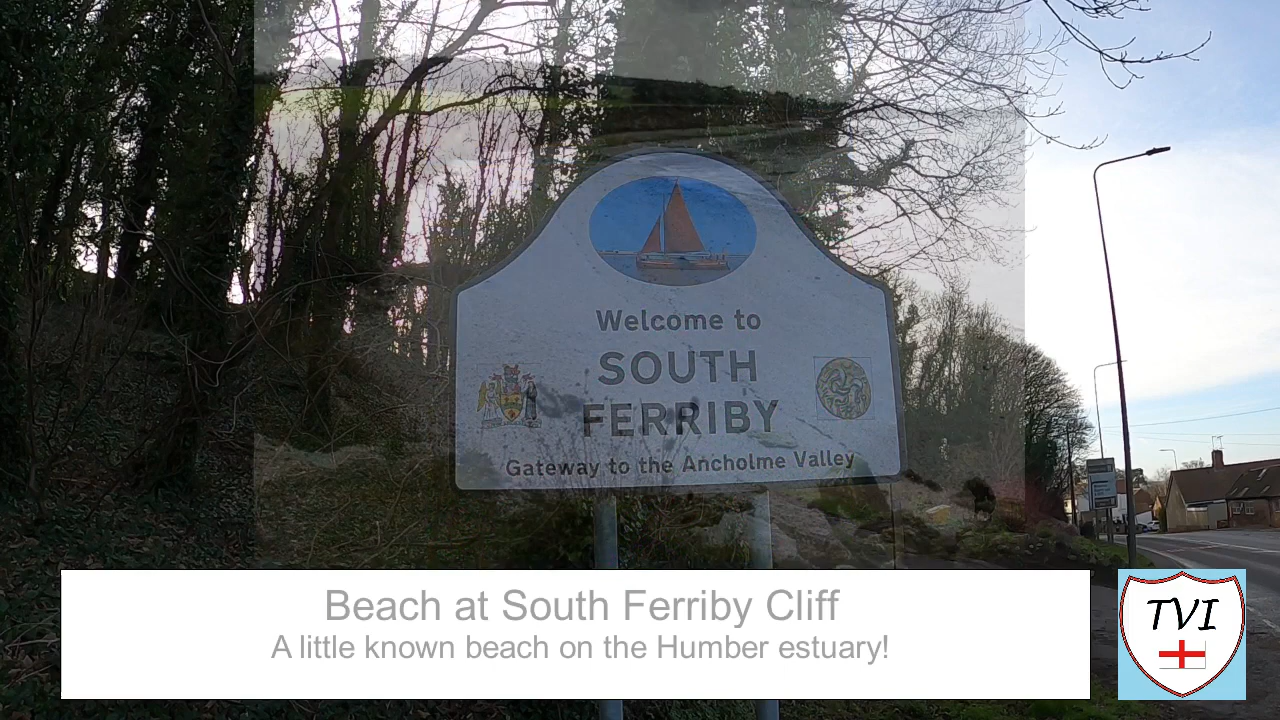 Welcome to
SOUTH
FERRIBY
Gateway to the Ancholme Valley
Beach at South Ferriby Cliff
A little known beach on the Humber estuary!
TVI